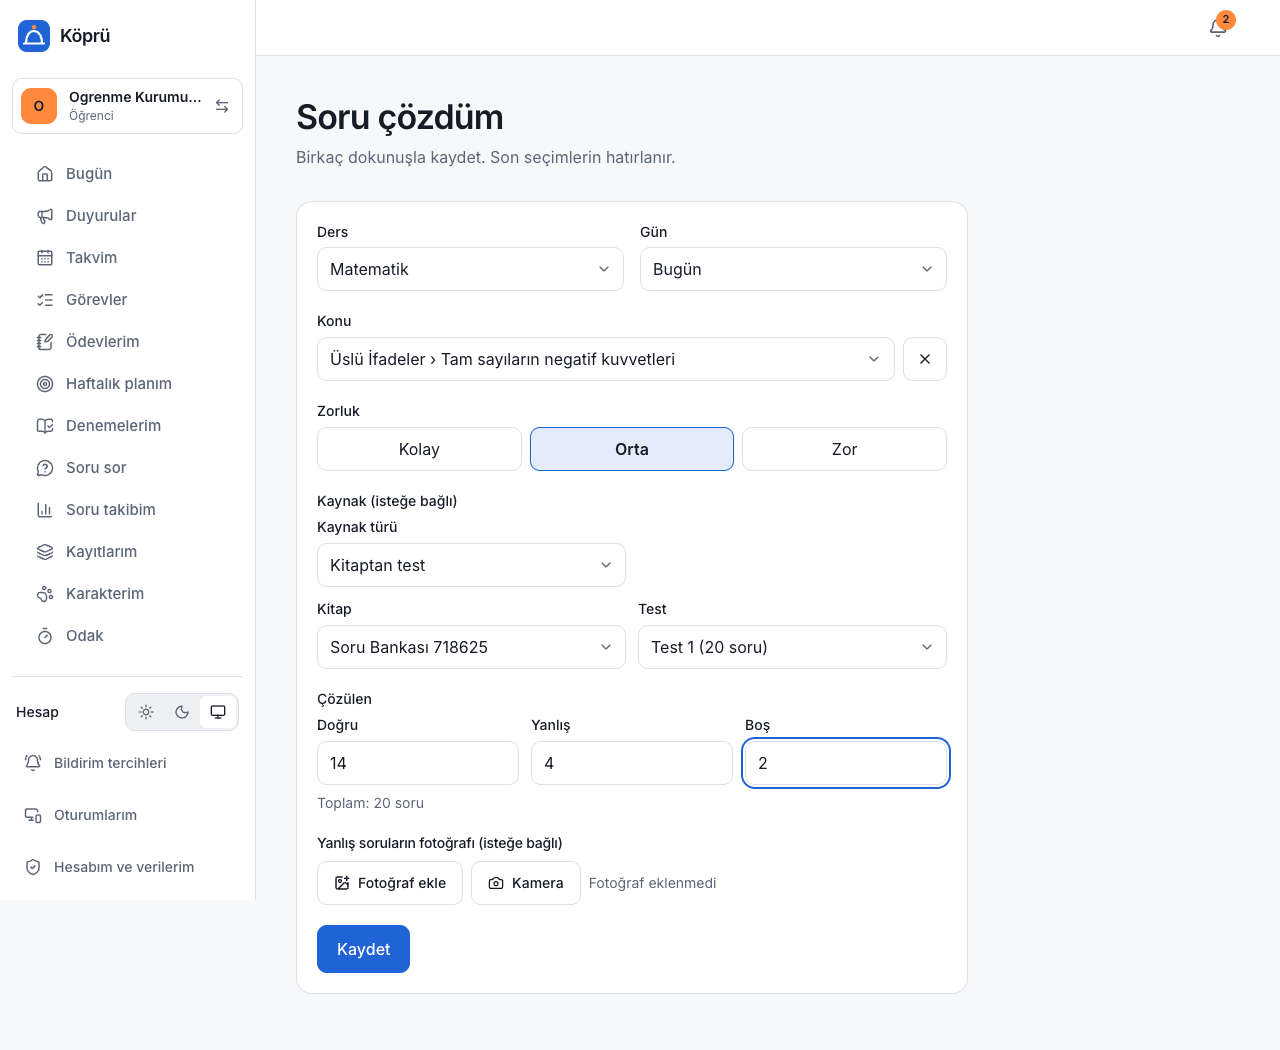 Köprü
O
Ogrenme Kurumu...
Öğrenci
Bugün
Duyurular
Takvim
Görevler
Ödevlerim
Haftalık planım
Denemelerim
Soru sor
Soru takibim
Kayıtlarım
Karakterim
Odak
Hesap
Bildirim tercihleri
Oturumlarım
Hesabım ve verilerim
2
Soru çözdüm
Birkaç dokunuşla kaydet. Son seçimlerin hatırlanır.
Ders
Gün
Matematik
Bugün
Konu
Üslü İfadeler › Tam sayıların negatif kuvvetleri
Zorluk
Kolay
Orta
Zor
Kaynak (isteğe bağlı)
Kaynak türü
Kitaptan test
Kitap
Test
Soru Bankası 718625
Test 1 (20 soru)
Çözülen
Doğru
Yanlış
Boş
14
4
2
Toplam: 20 soru
Yanlış soruların fotoğrafı (isteğe bağlı)
Fotoğraf ekle
Kamera
Fotoğraf eklenmedi
Kaydet